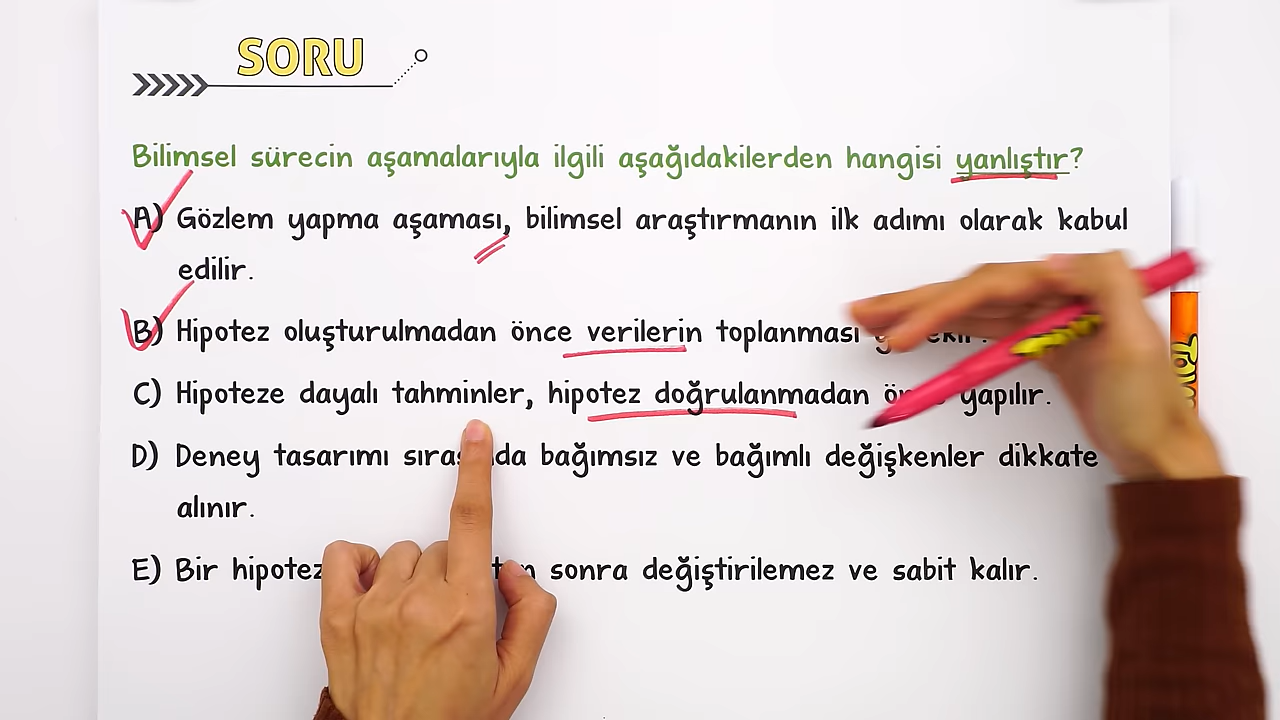 SORU
Bilimsel sürecin aşamalarıyla ilgili aşağıdakilerden hangisi yanlıştır?
A) Gözlem yapma aşaması, bilimsel araştırmanın ilk adımı olarak kabul
edilir.
B) Hipotez oluşturulmadan önce verilerin toplanması
C) Hipoteze dayalı tahminler, hipotez doğrulanmadan yapılır.
D) Deney tasarımı bağımsız ve bağımlı değişkenler dikkate
alınır.
E) Bir hipotez sonra değiştirilemez ve sabit kalır.